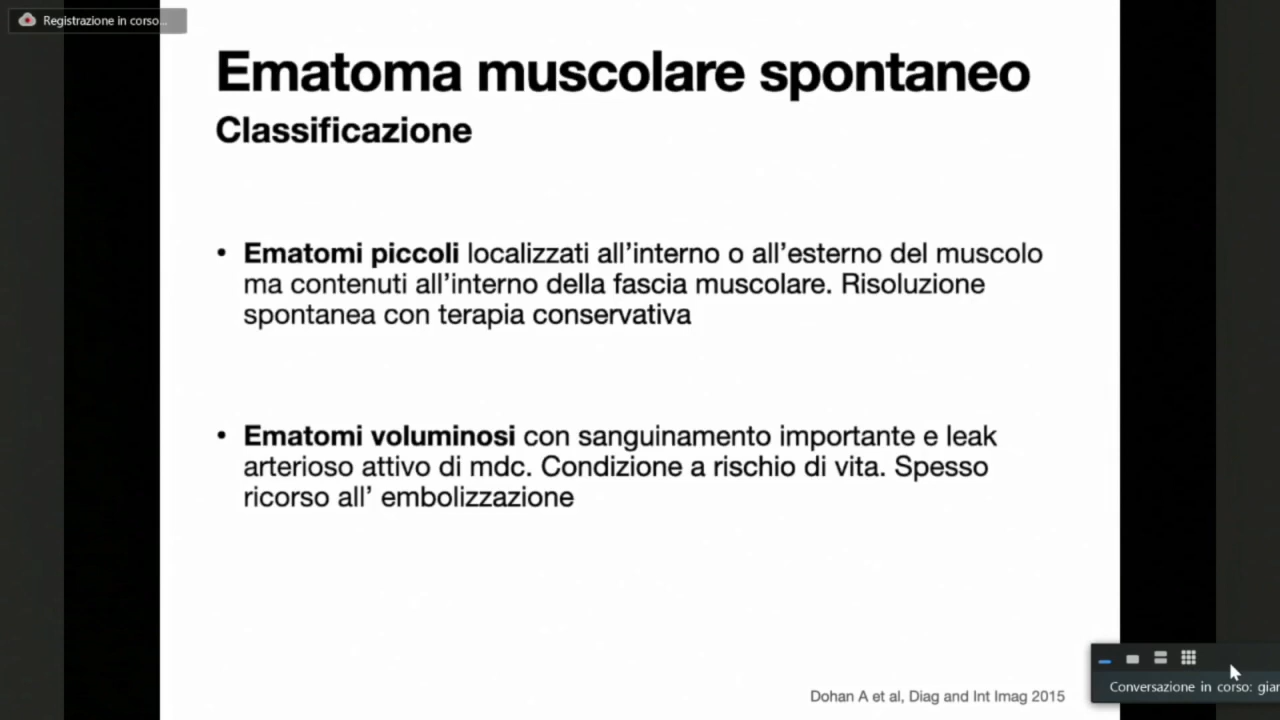 Registrazione in corso...
Ematoma muscolare spontaneo
Classificazione
• Ematomi piccoli localizzati all’interno o all’esterno del muscolo
ma contenuti all’interno della fascia muscolare. Risoluzione
spontanea con terapia conservativa
• Ematomi voluminosi con sanguinamento importante e leak
arterioso attivo di mdc. Condizione a rischio di vita. Spesso
ricorso all’ embolizzazione
Dohan A et al, Diag and Int Imag 2015
Conversazione in corso: gian